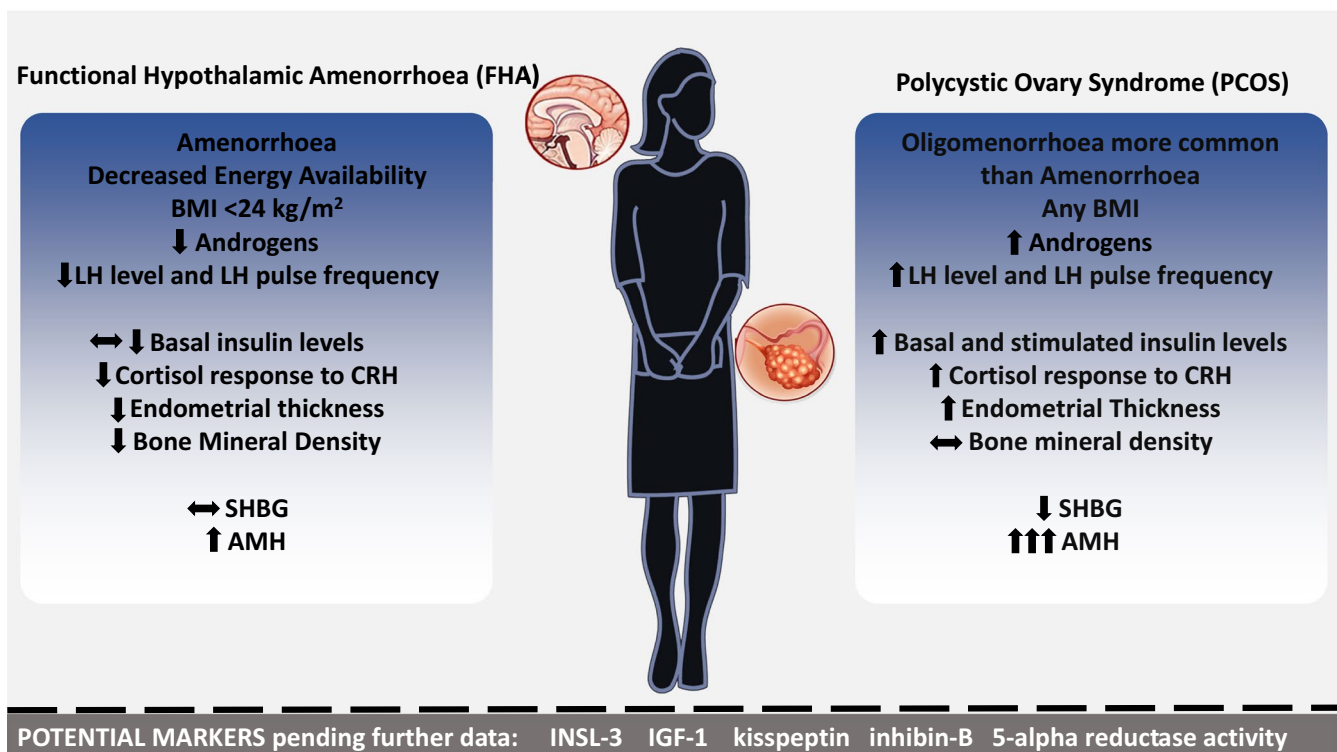 Functional Hypothalamic Amenorrhoea (FHA)
Amenorrhoea
Decreased Energy Availability
BMI <24 kg/m²
⬇ Androgens
⬇LH level and LH pulse frequency
↔ ⬇ Basal insulin levels
⬇Cortisol response to CRH
⬇Endometrial thickness
⬇Bone Mineral Density
↔ SHBG
⬆ AMH
Polycystic Ovary Syndrome (PCOS)
Oligomenorrhoea more common
than Amenorrhoea
Any BMI
⬆ Androgens
⬆LH level and LH pulse frequency
⬆ Basal and stimulated insulin levels
⬆ Cortisol response to CRH
⬆ Endometrial Thickness
↔ Bone mineral density
⬇ SHBG
⬆⬆⬆ AMH
POTENTIAL MARKERS pending further data: INSL-3 IGF-1 kisspeptin inhibin-B 5-alpha reductase activity